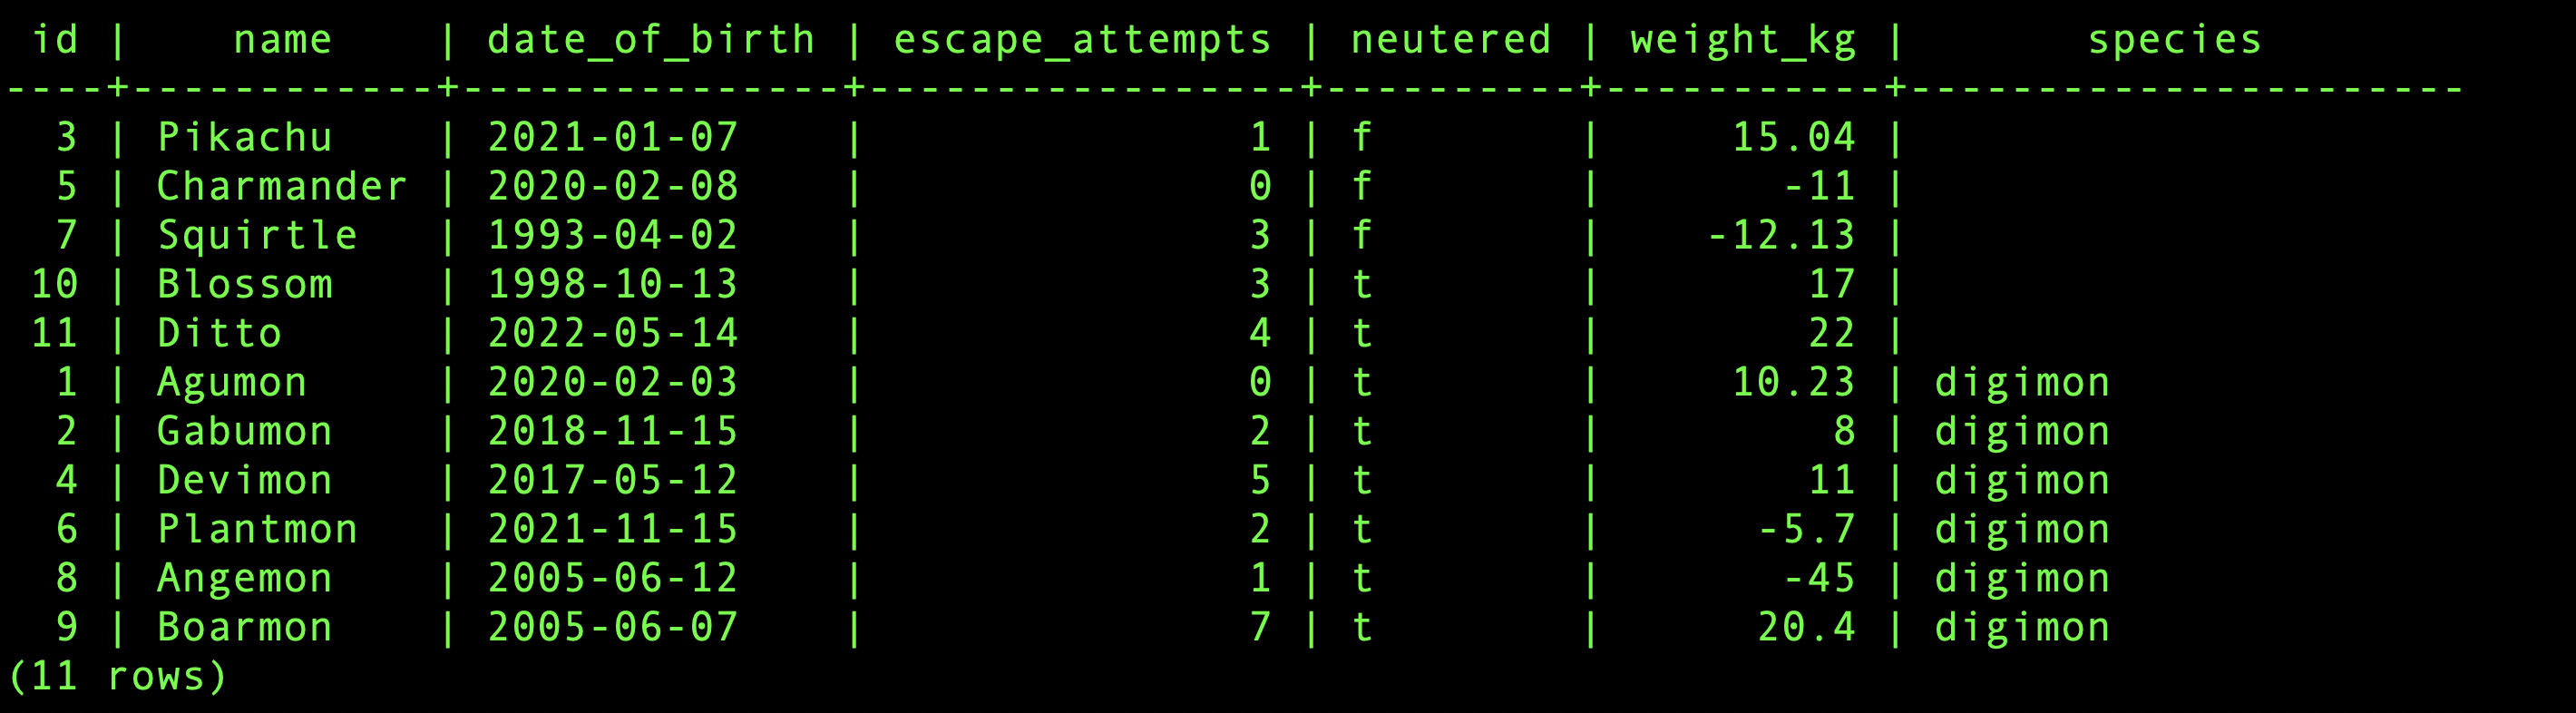 id |    name    | date_of_birth | escape_attempts | neutered | weight_kg |       species
----+------------+---------------+-----------------+----------+-----------+----------------------
  3 | Pikachu    | 2021-01-07    |               1 | f        |     15.04 |
  5 | Charmander | 2020-02-08    |               0 | f        |       -11 |
  7 | Squirtle   | 1993-04-02    |               3 | f        |    -12.13 |
 10 | Blossom    | 1998-10-13    |               3 | t        |        17 |
 11 | Ditto      | 2022-05-14    |               4 | t        |        22 |
  1 | Agumon     | 2020-02-03    |               0 | t        |     10.23 | digimon
  2 | Gabumon    | 2018-11-15    |               2 | t        |         8 | digimon
  4 | Devimon    | 2017-05-12    |               5 | t        |        11 | digimon
  6 | Plantmon   | 2021-11-15    |               2 | t        |      -5.7 | digimon
  8 | Angemon    | 2005-06-12    |               1 | t        |       -45 | digimon
  9 | Boarmon    | 2005-06-07    |               7 | t        |      20.4 | digimon
(11 rows)